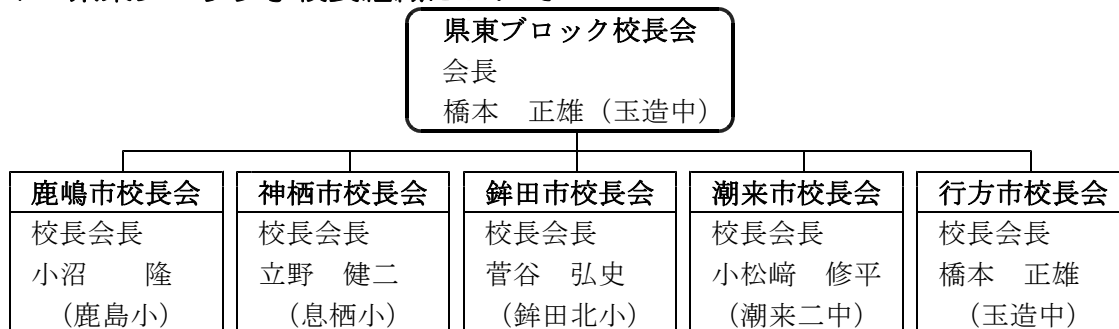 県東ブロック校長会
会長
橋本　正雄（玉造中）
鹿嶋市校長会
校長会長
小沼　　隆
（鹿島小）
神栖市校長会
校長会長
立野　健二
（息栖小）
鉾田市校長会
校長会長
菅谷　弘史
（鉾田北小）
潮来市校長会
校長会長
小松﨑　修平
（潮来二中）
行方市校長会
校長会長
橋本　正雄
（玉造中）